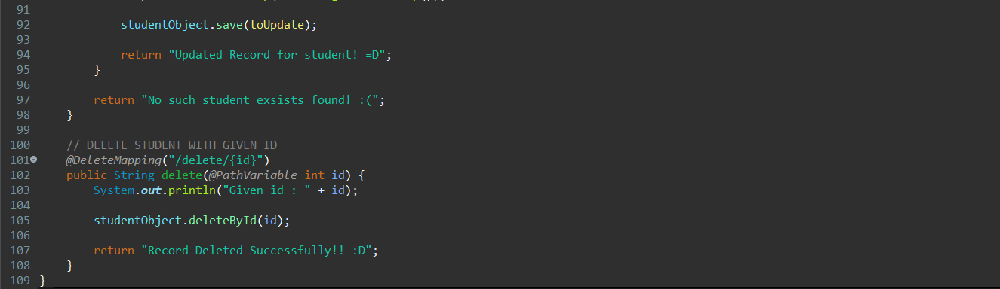 91
92 studentObject.save(toUpdate);
93
94 return "Updated Record for student! =D";
95 }
96
97 return "No such student exsists found! :(";
98 }
99
100 // DELETE STUDENT WITH GIVEN ID
101 @DeleteMapping("/delete/{id}")
102 public String delete(@PathVariable int id) {
103 System.out.println("Given id : " + id);
104
105 studentObject.deleteById(id);
106
107 return "Record Deleted Successfully!! :D";
108 }
109 }